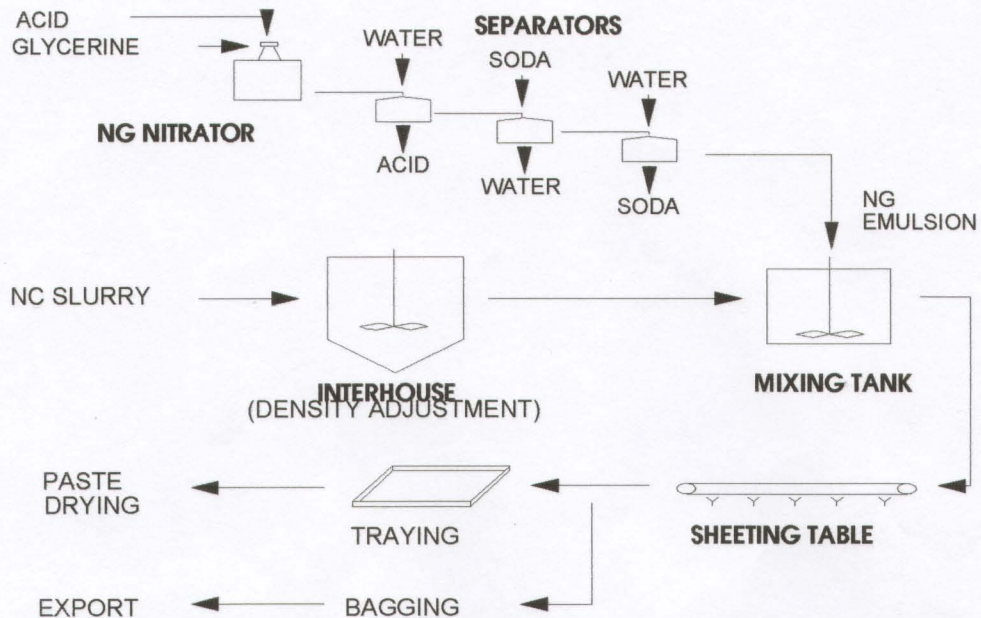 ACID
GLYCERINE
NG NITRATOR
WATER
ACID
SEPARATORS
SODA
WATER
WATER
SODA
NG
EMULSION
NC SLURRY
INTERHOUSE
(DENSITY ADJUSTMENT)
MIXING TANK
PASTE
DRYING
TRAYING
SHEETING TABLE
EXPORT
BAGGING